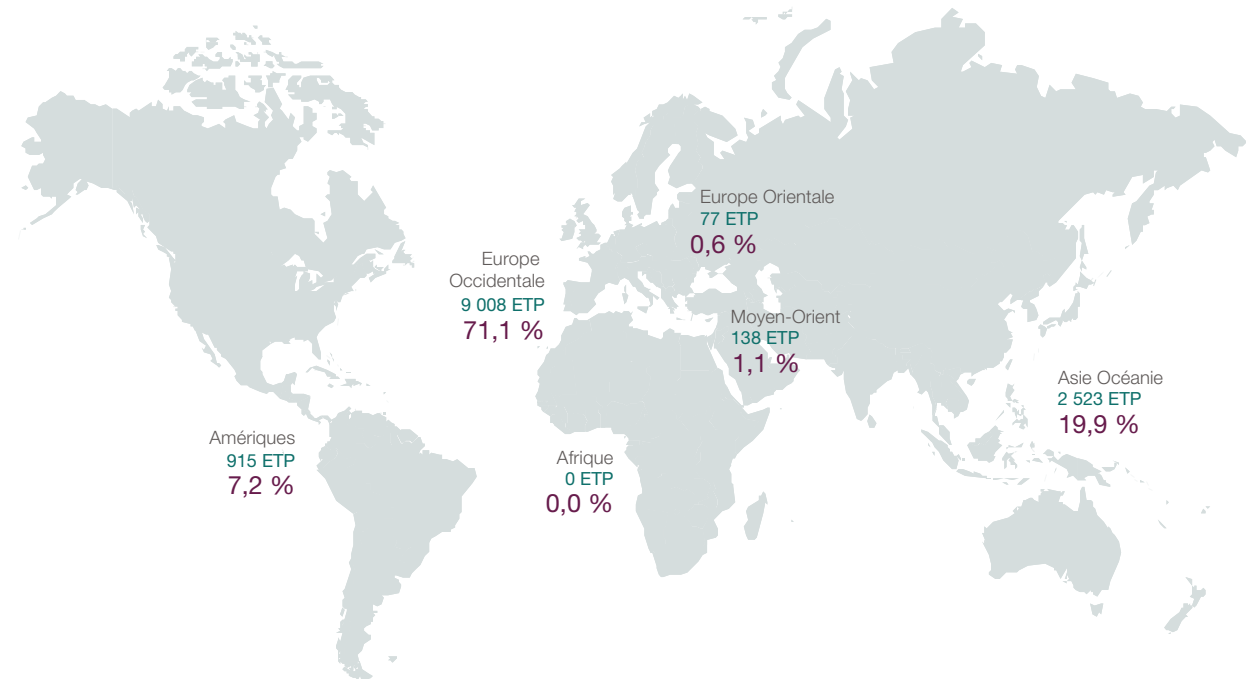 Europe Orientale
77 ETP
0,6 %
Europe
Occidentale
9 008 ETP
71,1 %
Moyen-Orient
138 ETP
1,1 %
Asie Océanie
2 523 ETP
19,9 %
Amériques
915 ETP
7,2 %
Afrique
0 ETP
0,0 %